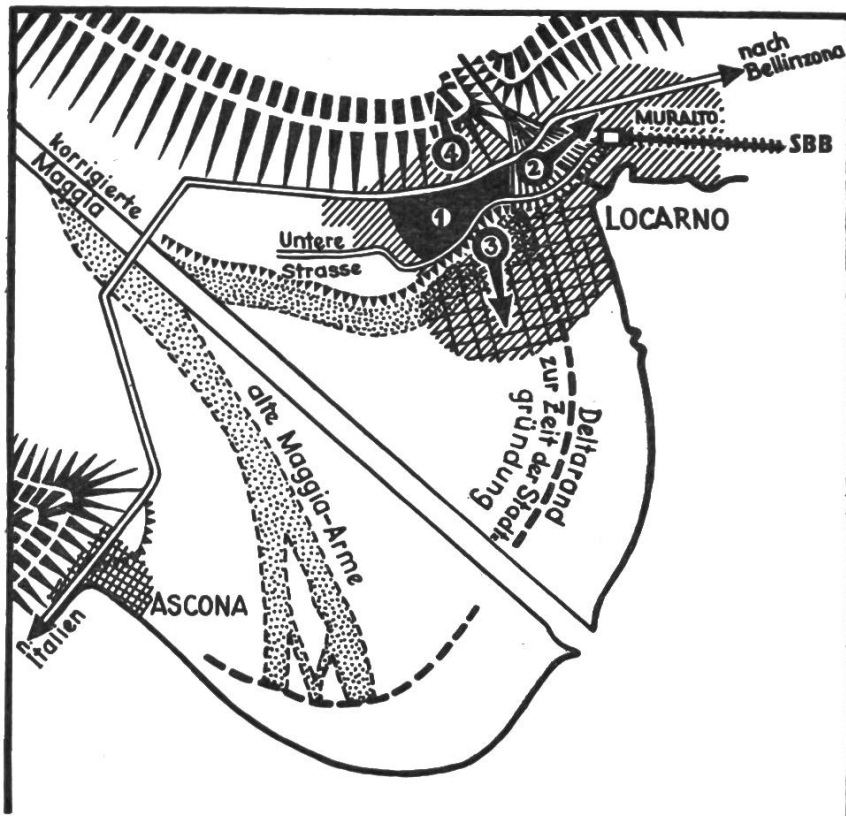 nach
Bellinzona
MURALTO
SBB
korrigierte
Maggia
4
2
1
LOCARNO
Untere
Strasse
3
alte Maggia-Arme
Deltarand
zur Zeit der Stadt-
gründung
ASCONA
n.
Italien